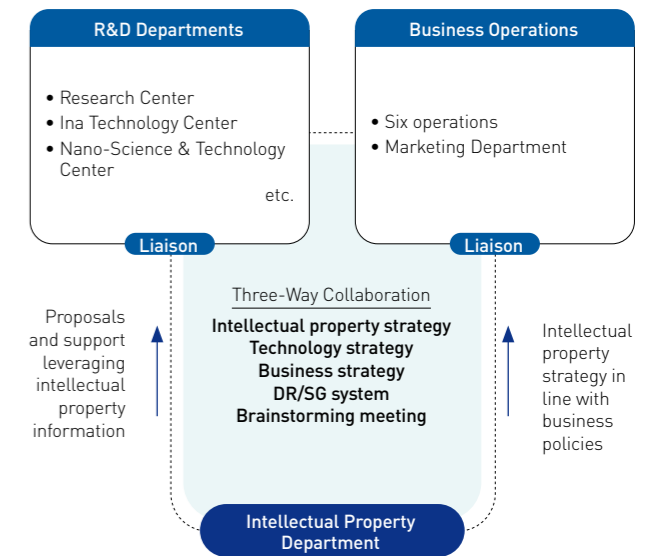 R&D Departments
• Research Center
• Ina Technology Center
• Nano-Science & Technology
Center
etc.
Liaison
Business Operations
• Six operations
• Marketing Department
Liaison
Proposals
and support
leveraging
intellectual
property
information
Three-Way Collaboration
Intellectual property strategy
Technology strategy
Business strategy
DR/SG system
Brainstorming meeting
Intellectual
property
strategy in
line with
business
policies
Intellectual Property
Department